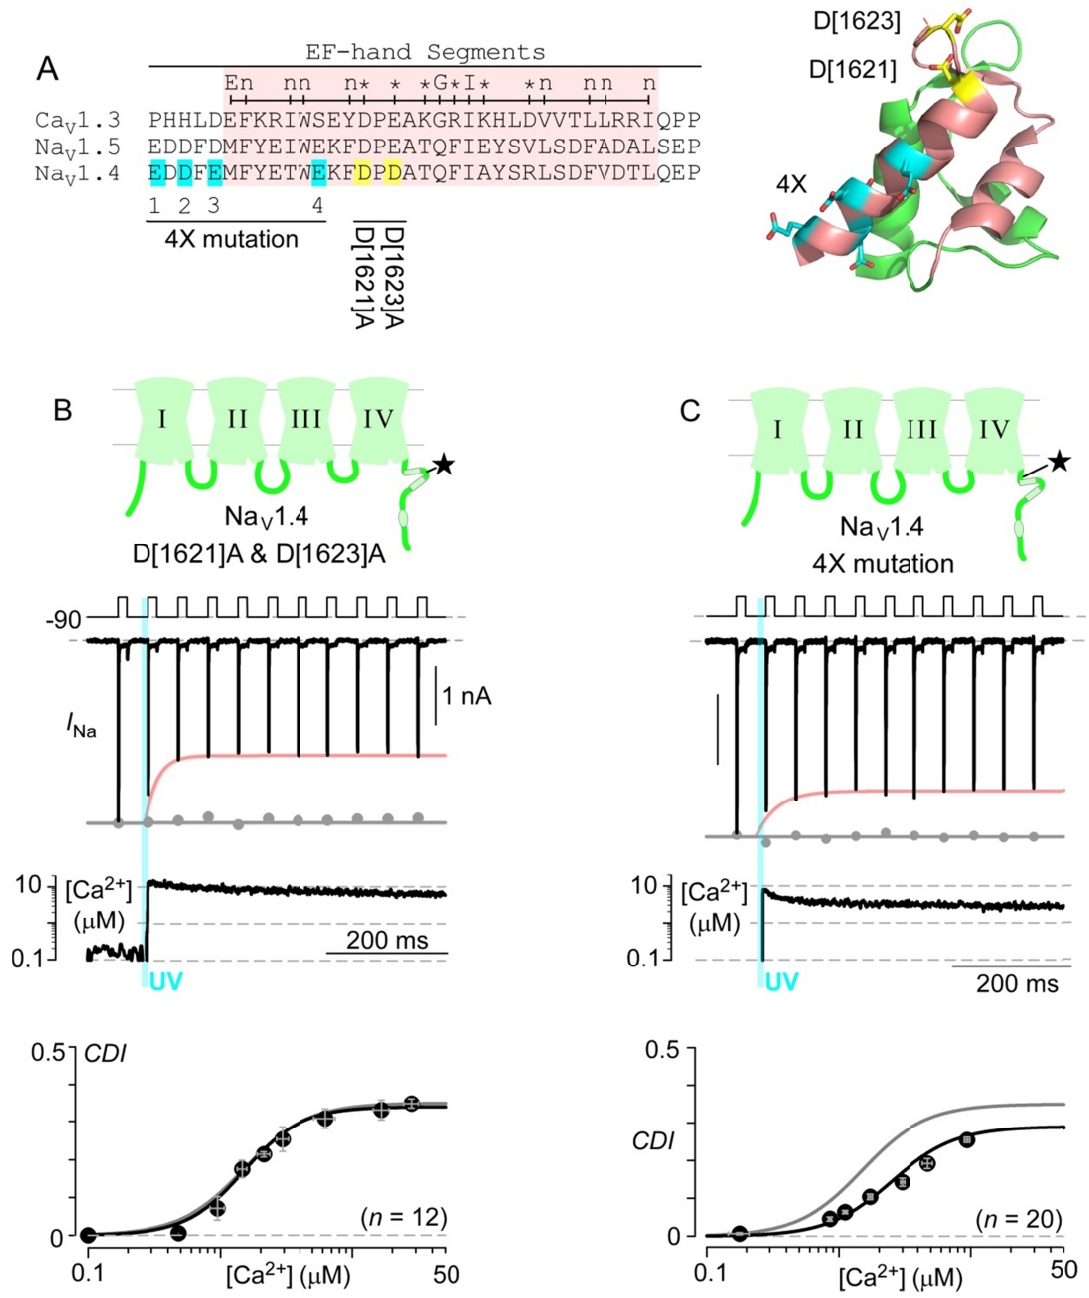 A
EF-hand Segments
En nn n* * *G*I* *n nn n
CaV1.3 PHHLDEFKRIWSEYDPEAKGRIKHLDVVTLLRRIQPP
NaV1.5 EDDFDMFYEIWEKFDPEATQFIEYSVLSDFADALSEP
NaV1.4 EDDFEMFYETWEKFDPDATQFIAYSRLSDFVDTLQEP
1 2 3 4
4X mutation
D[1621]A
D[1623]A
D[1623]
D[1621]
4X
B
I II III IV
NaV1.4
D[1621]A & D[1623]A
-90
INa
1 nA
10
[Ca2+]
(μM)
0.1
200 ms
UV
0.5
CDI
0
(n = 12)
0.1
[Ca2+] (μM)
50
C
I II III IV
NaV1.4
4X mutation
10
[Ca2+]
(μM)
0.1
UV
200 ms
0.5
CDI
0
(n = 20)
0.1
[Ca2+] (μM)
50